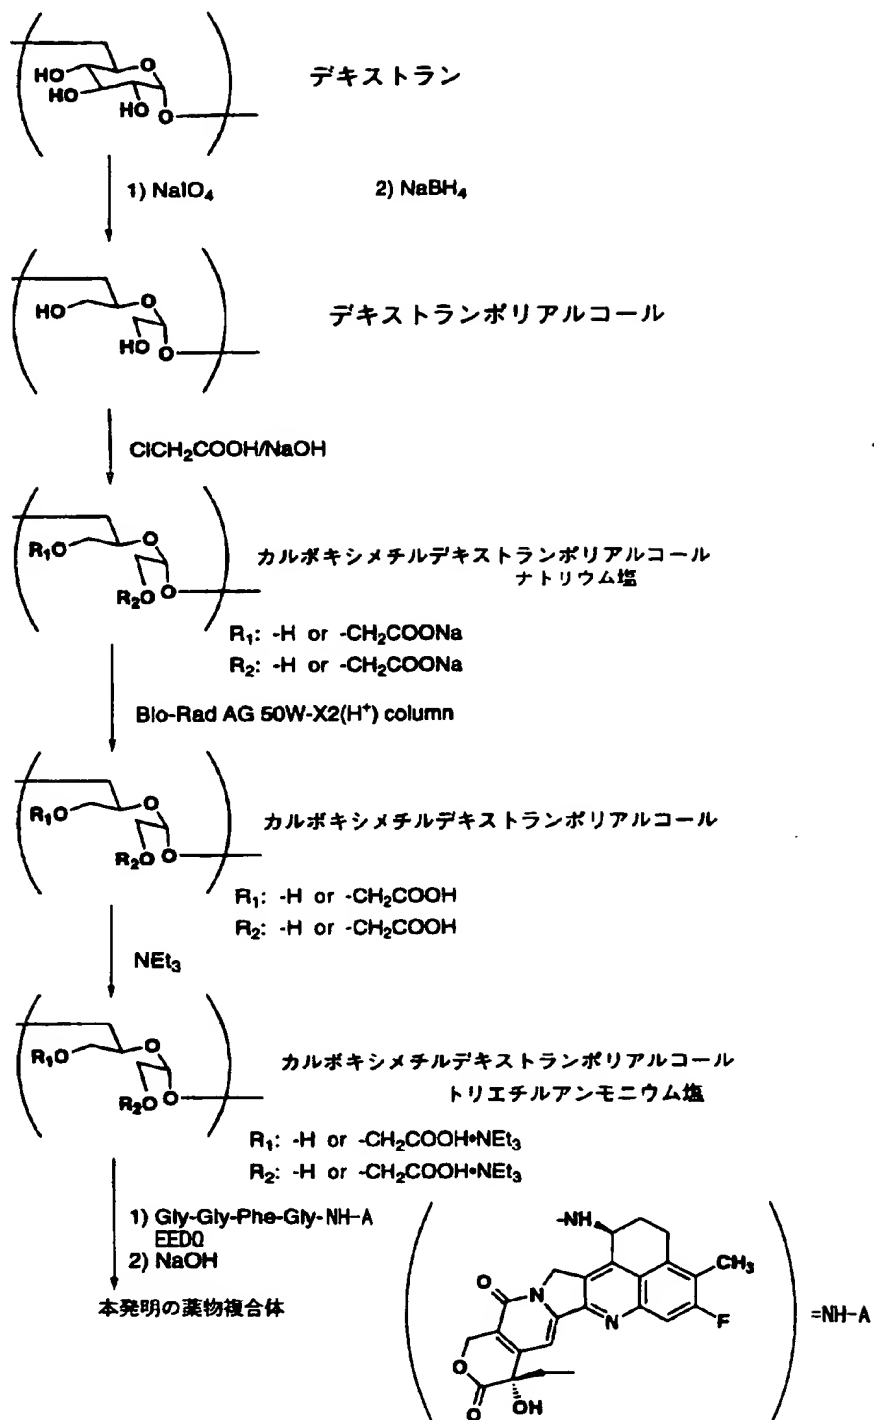 HO
O
HO
HO
O
デキストラン
1) NaIO4 2) NaBH4
HO
O
HO
O
デキストランポリアルコール
ClCH2COOH/NaOH
R1O
O
R2O
O
カルボキシメチルデキストランポリアルコール
ナトリウム塩
R1: -H or -CH2COONa
R2: -H or -CH2COONa
Bio-Rad AG 50W-X2(H+) column
R1O
O
R2O
O
カルボキシメチルデキストランポリアルコール
R1: -H or -CH2COOH
R2: -H or -CH2COOH
NEt3
R1O
O
R2O
O
カルボキシメチルデキストランポリアルコール
トリエチルアンモニウム塩
R1: -H or -CH2COOH•NEt3
R2: -H or -CH2COOH•NEt3
1) Gly-Gly-Phe-Gly-NH-A
EEDQ
2) NaOH
本発明の薬物複合体
-NH
CH3
O
N
N
F
O
O
OH
=NH-A